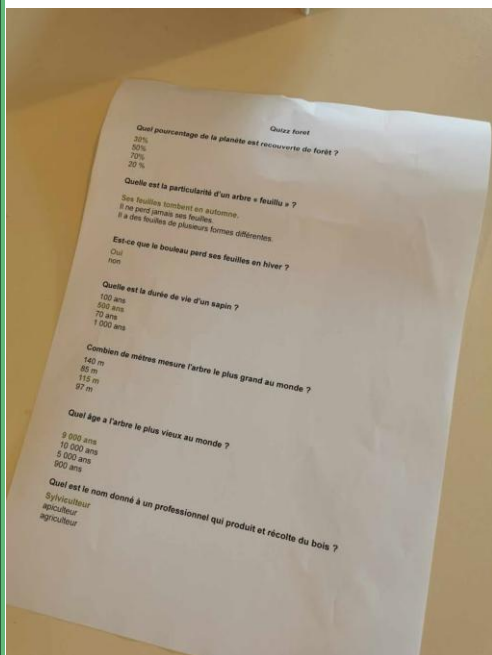 Quizz foret
Quel pourcentage de la planète est recouverte de forêt ?
30%
50%
70%
20 %
Quelle est la particularité d'un arbre « feuillu » ?
Ses feuilles tombent en automne.
Il ne perd jamais ses feuilles.
Il a des feuilles de plusieurs formes différentes.
Est-ce que le bouleau perd ses feuilles en hiver ?
Oui
non
Quelle est la durée de vie d'un sapin ?
100 ans
500 ans
70 ans
1 000 ans
Combien de mètres mesure l'arbre le plus grand au monde ?
140 m
85 m
115 m
97 m
Quel âge a l'arbre le plus vieux au monde ?
9 000 ans
10 000 ans
5 000 ans
900 ans
Quel est le nom donné à un professionnel qui produit et récolte du bois ?
Sylviculteur
apiculteur
agriculteur